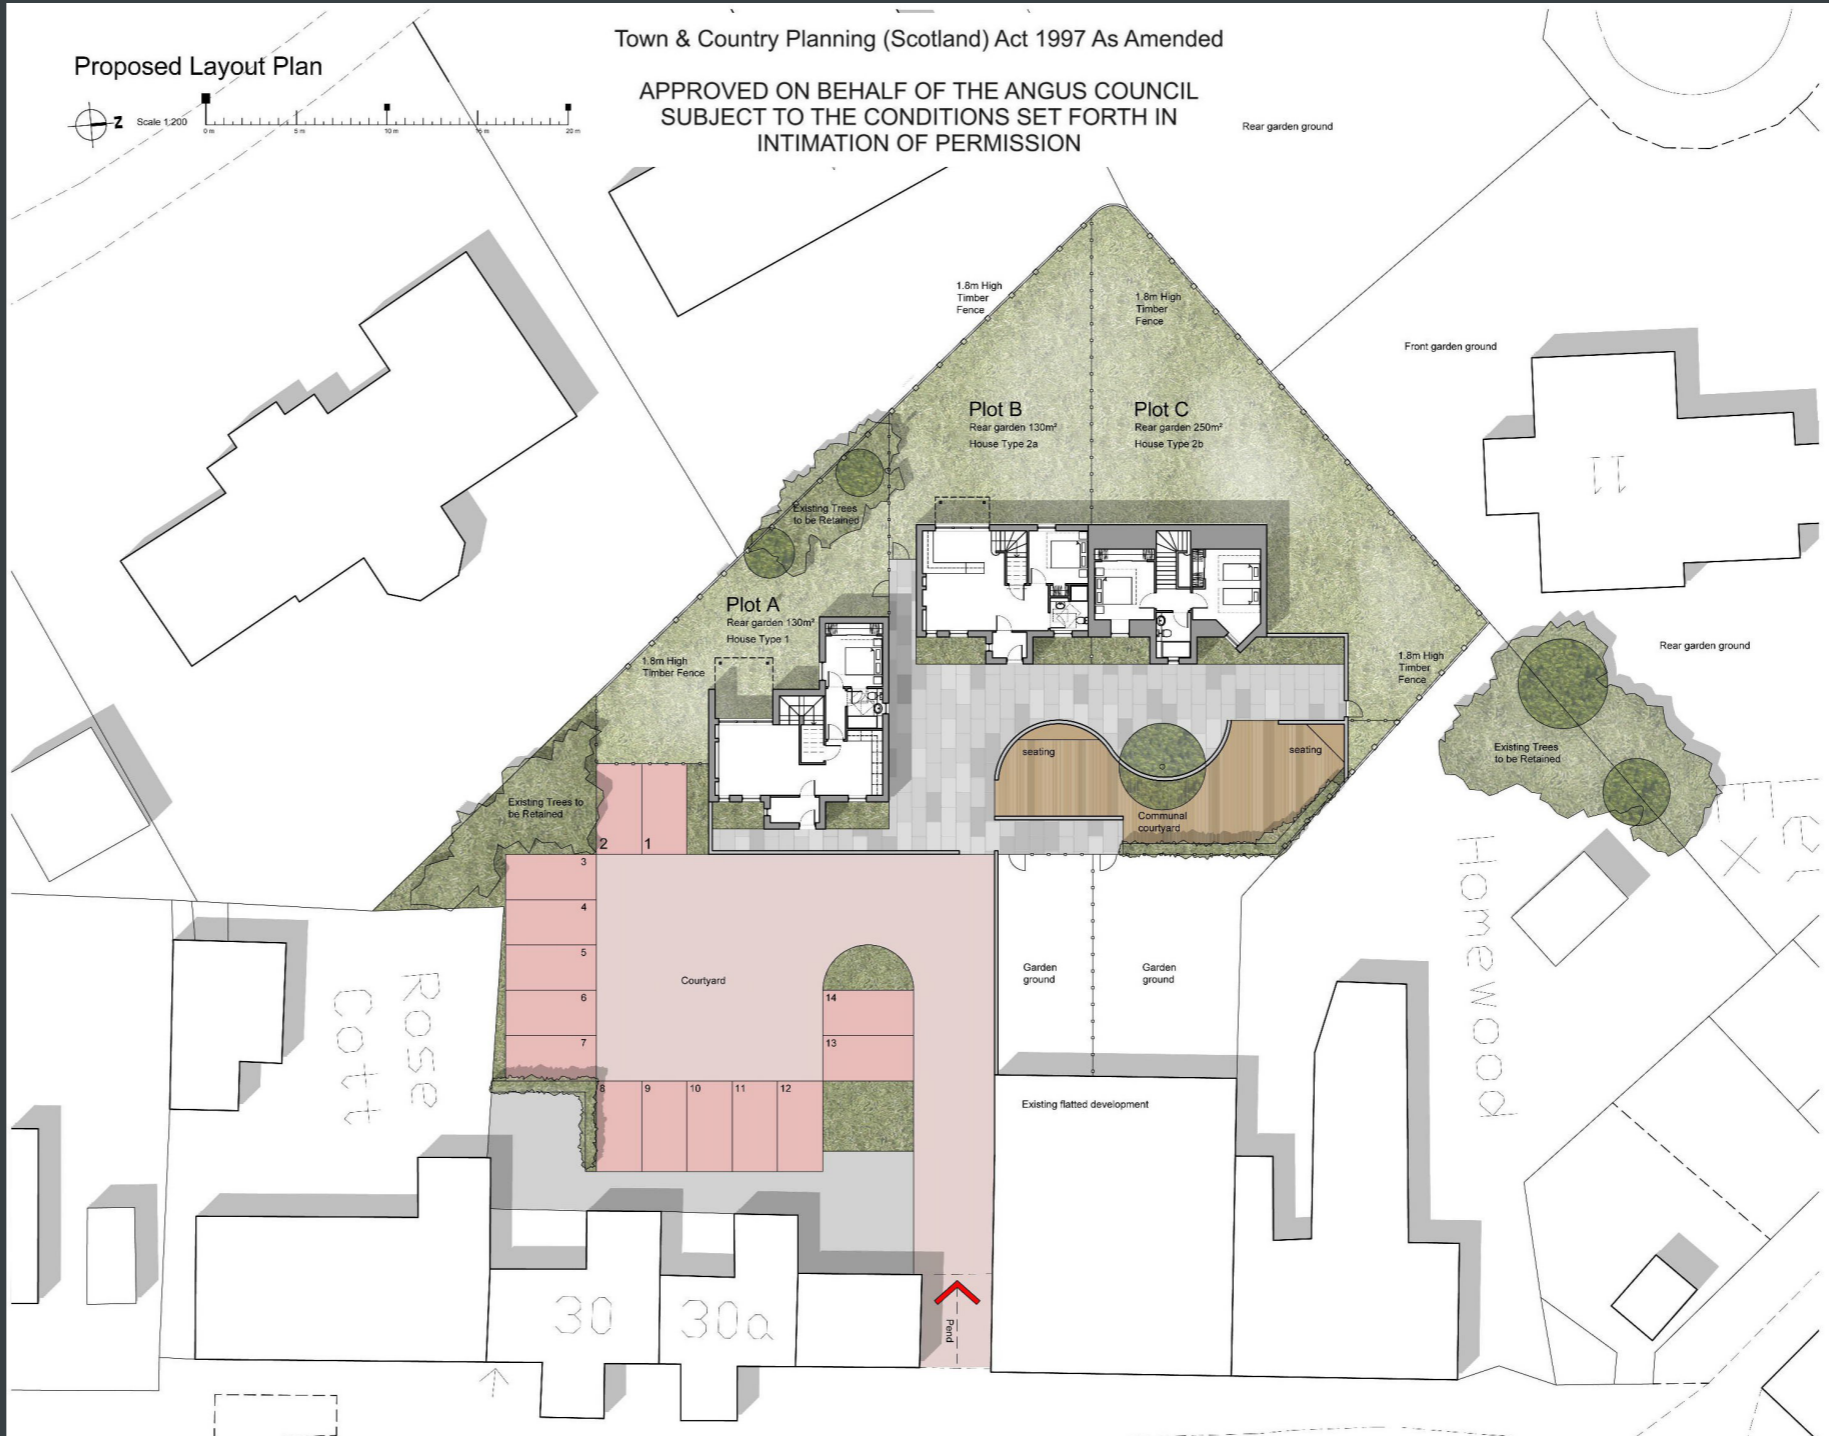 Town & Country Planning (Scotland) Act 1997 As Amended
Proposed Layout Plan
APPROVED ON BEHALF OF THE ANGUS COUNCIL
SUBJECT TO THE CONDITIONS SET FORTH IN
INTIMATION OF PERMISSION
Z
Scale 1:200
0 m
5 m
10 m
15 m
20 m
Rear garden ground
1.8m High
Timber
Fence
1.8m High
Timber
Fence
Front garden ground
Plot B
Rear garden 130m²
House Type 2a
Plot C
Rear garden 250m²
House Type 2b
11
Existing Trees
to be Retained
Plot A
Rear garden 130m²
House Type 1
1.8m High
Timber Fence
1.8m High
Timber
Fence
Rear garden ground
seating
seating
Existing Trees
to be Retained
Existing Trees to
be Retained
Communal
courtyard
2
1
3
4
5
6
7
Courtyard
14
13
Garden
ground
Garden
ground
Rose
Cott
Homewood
8
9
10
11
12
Existing flatted development
30
30a
Pend